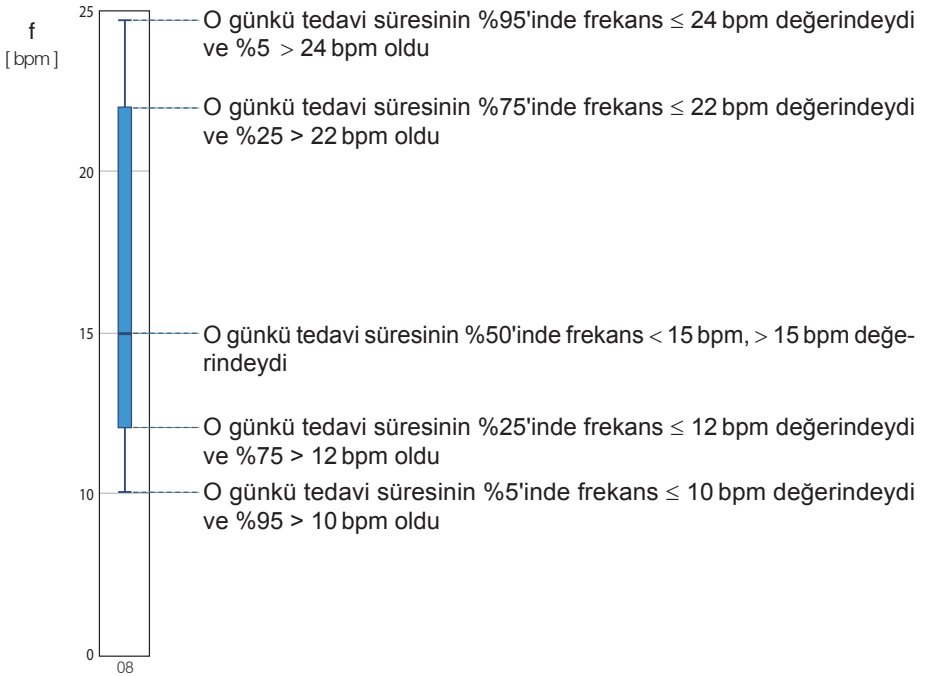 25
f
[ bpm ]
O günkü tedavi süresinin %95'inde frekans ≤ 24 bpm değerindeydi
ve %5 > 24 bpm oldu
O günkü tedavi süresinin %75'inde frekans ≤ 22 bpm değerindeydi
ve %25 > 22 bpm oldu
20
15
O günkü tedavi süresinin %50'inde frekans < 15 bpm, > 15 bpm değe-
rindeydi
O günkü tedavi süresinin %25'inde frekans ≤ 12 bpm değerindeydi
ve %75 > 12 bpm oldu
10
O günkü tedavi süresinin %5'inde frekans ≤ 10 bpm değerindeydi
ve %95 > 10 bpm oldu
0
08